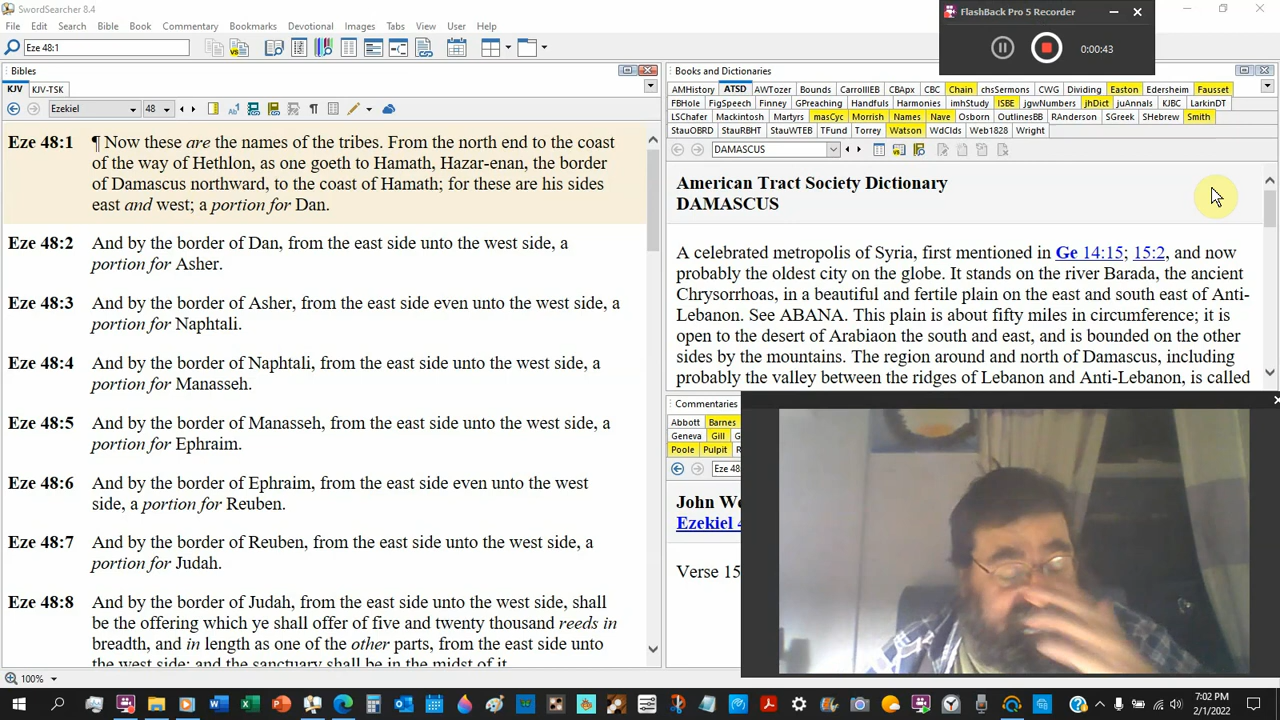 SwordSearcher 8.4
File Edit Search Bible Book Commentary Bookmarks Devotional Images Tabs View User Help
Eze 48:1
Bibles
KJV KJV-TSK
Ezekiel 48
Eze 48:1 ¶ Now these are the names of the tribes. From the north end to the coast
of the way of Hethlon, as one goeth to Hamath, Hazar-enan, the border
of Damascus northward, to the coast of Hamath; for these are his sides
east and west; a portion for Dan.
Eze 48:2 And by the border of Dan, from the east side unto the west side, a
portion for Asher.
Eze 48:3 And by the border of Asher, from the east side even unto the west side, a
portion for Naphtali.
Eze 48:4 And by the border of Naphtali, from the east side unto the west side, a
portion for Manasseh.
Eze 48:5 And by the border of Manasseh, from the east side unto the west side, a
portion for Ephraim.
Eze 48:6 And by the border of Ephraim, from the east side even unto the west
side, a portion for Reuben.
Eze 48:7 And by the border of Reuben, from the east side unto the west side, a
portion for Judah.
Eze 48:8 And by the border of Judah, from the east side unto the west side, shall
be the offering which ye shall offer of five and twenty thousand reeds in
breadth, and in length as one of the other parts, from the east side unto
the west side: and the sanctuary shall be in the midst of it.
100%
FlashBack Pro 5 Recorder
0:00:43
Books and Dictionaries
AMHistory ATSD AWTozer Bounds CarrollIEB CBApx CBC Chain chsSermons CWG Dividing Easton Edersheim Fausset
FBHole FigSpeech Finney GPreaching Handfuls Harmonies imhStudy ISBE jgwNumbers jhDict juAnnals KJBC LarkinDT
LSChafer Mackintosh Martyrs masCyc Morrish Names Nave Osborn OutlinesBB RAnderson SGreek SHebrew Smith
StauOBRD StauRBHT StauWTEB TFund Torrey Watson WdClds Web1828 Wright
DAMASCUS
American Tract Society Dictionary
DAMASCUS
A celebrated metropolis of Syria, first mentioned in Ge 14:15; 15:2, and now
probably the oldest city on the globe. It stands on the river Barada, the ancient
Chrysorrhoas, in a beautiful and fertile plain on the east and south east of Anti-
Lebanon. See ABANA. This plain is about fifty miles in circumference; it is
open to the desert of Arabiaon the south and east, and is bounded on the other
sides by the mountains. The region around and north of Damascus, including
probably the valley between the ridges of Lebanon and Anti-Lebanon, is called
Commentaries
Abbott Barnes
Geneva Gill G
Poole Pulpit R
Eze 48
John We
Ezekiel 4
Verse 15
7:02 PM
2/1/2022